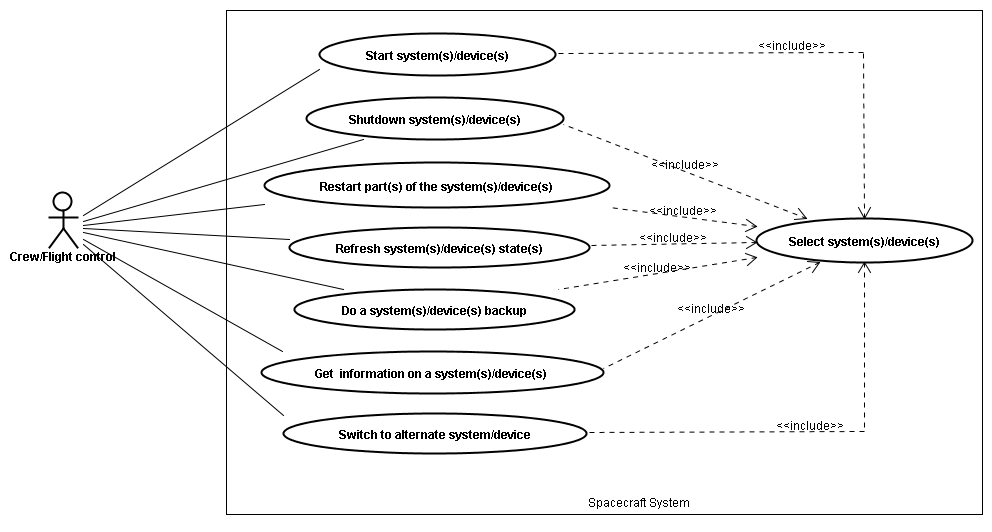 Start system(s)/device(s)
<<include>>
Shutdown system(s)/device(s)
<<include>>
Restart part(s) of the system(s)/device(s)
<<include>>
Crew/Flight control
Refresh system(s)/device(s) state(s)
<<include>>
Select system(s)/device(s)
<<include>>
Do a system(s)/device(s) backup
<<include>>
Get information on a system(s)/device(s)
Switch to alternate system/device
<<include>>
Spacecraft System